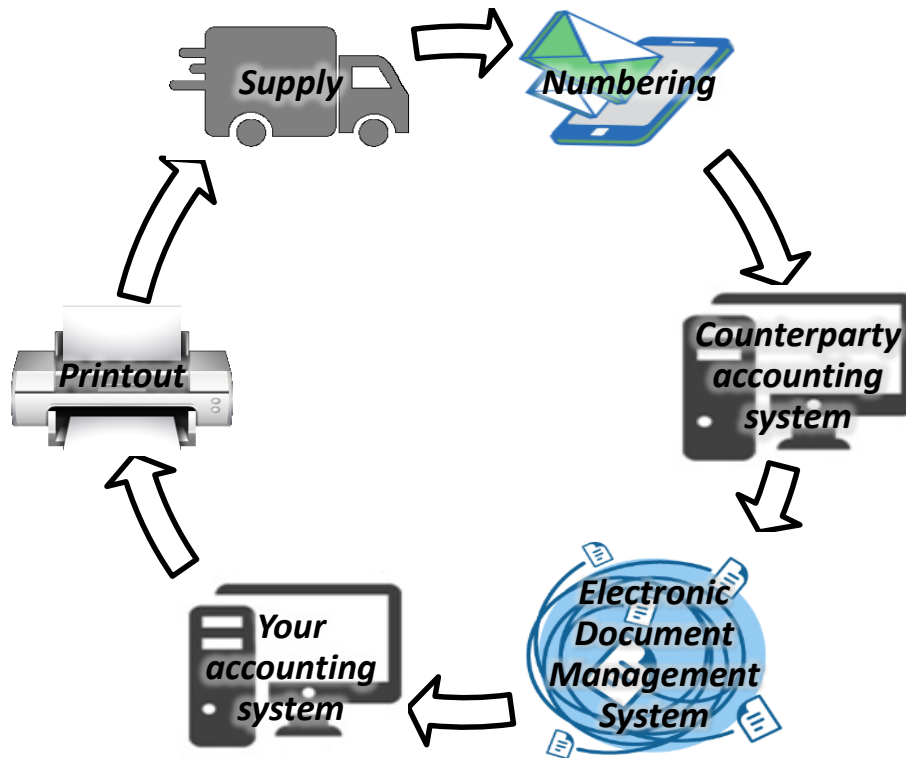 Supply
Numbering
Counterparty
accounting
system
Electronic
Document
Management
System
Your
accounting
system
Printout